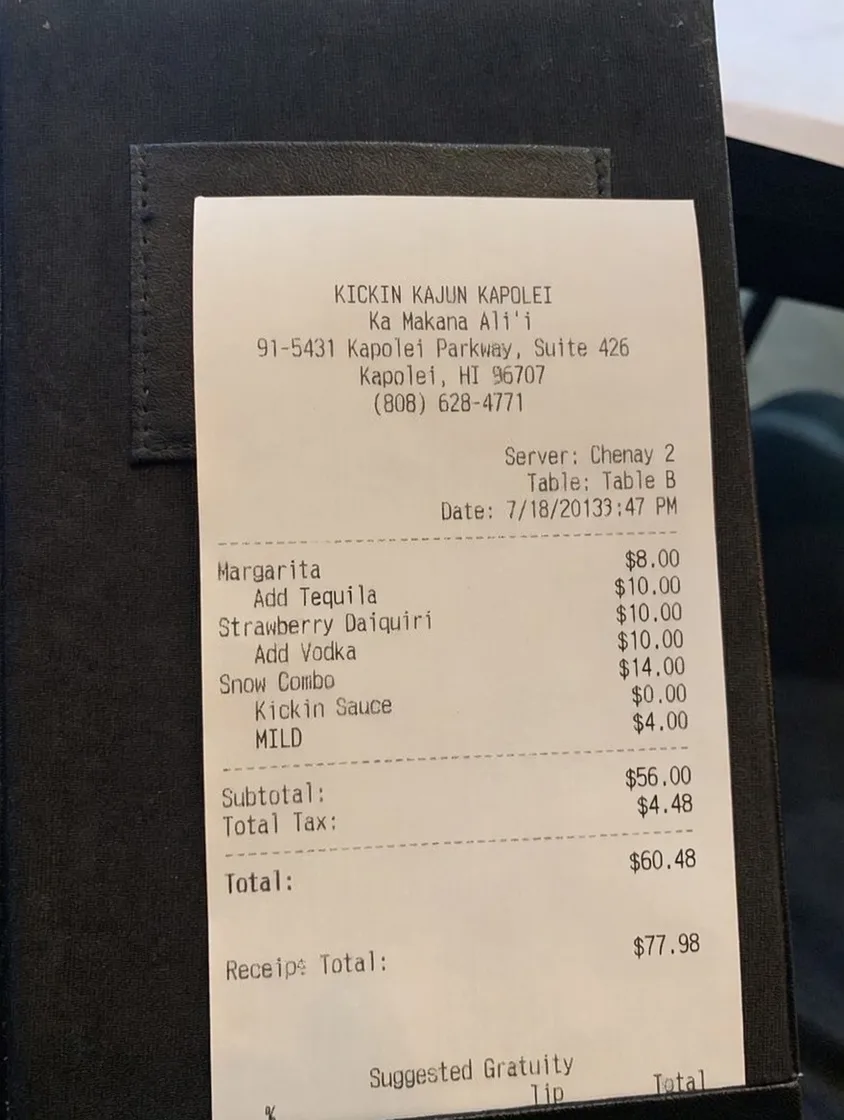 KICKIN KAJUN KAPOLEI
Ka Makana Ali'i
91-5431 Kapolei Parkway, Suite 426
Kapolei, HI 96707
(808) 628-4771
Server: Chenay 2
Table: Table B
Date: 7/18/20133:47 PM
Margarita $8.00
Add Tequila $10.00
Strawberry Daiquiri $10.00
Add Vodka $10.00
Snow Combo $14.00
Kickin Sauce $0.00
MILD $4.00
Subtotal: $56.00
Total Tax: $4.48
Total: $60.48
Receipt Total: $77.98
Suggested Gratuity
% Tip Total